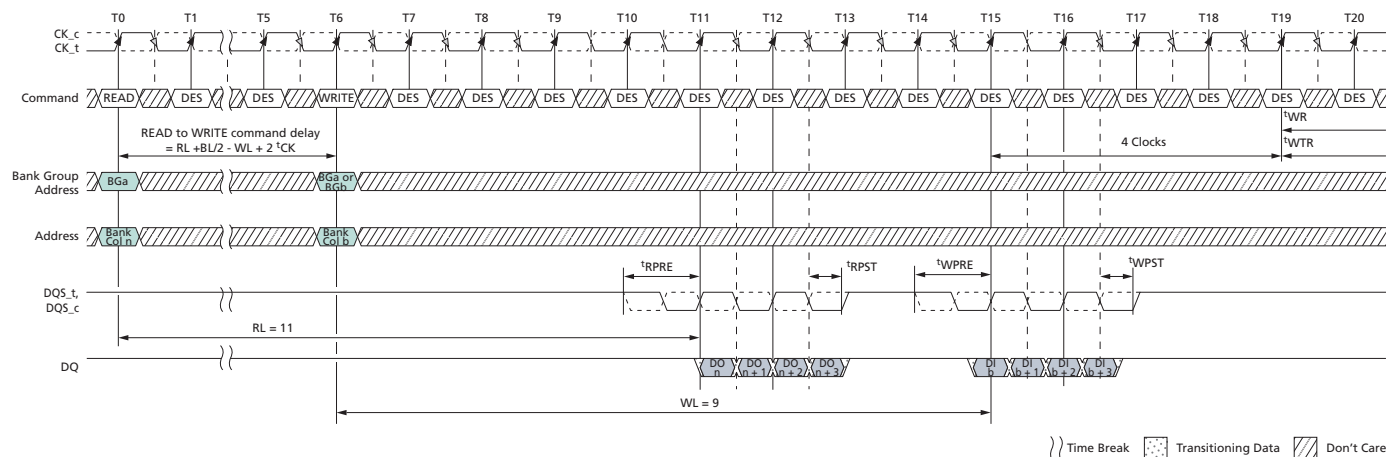 T0 T1 T5 T6 T7 T8 T9 T10 T11 T12 T13 T14 T15 T16 T17 T18 T19 T20
CK_c
CK_t
Command READ DES DES WRITE DES DES DES DES DES DES DES DES DES DES DES DES DES DES
tWR
READ to WRITE command delay
= RL +BL/2 - WL + 2 tCK
4 Clocks
tWTR
Bank Group
Address
BGa
BGa or
BGb
Address
Bank
Col n
Bank
Col b
tRPRE tRPST tWPRE tWPST
DQS_t,
DQS_c
RL = 11
DQ
DO
n
DO
n + 1
DO
n + 2
DO
n + 3
DI
b
DI
b + 1
DI
b + 2
DI
b + 3
WL = 9
Time Break Transitioning Data Don't Care